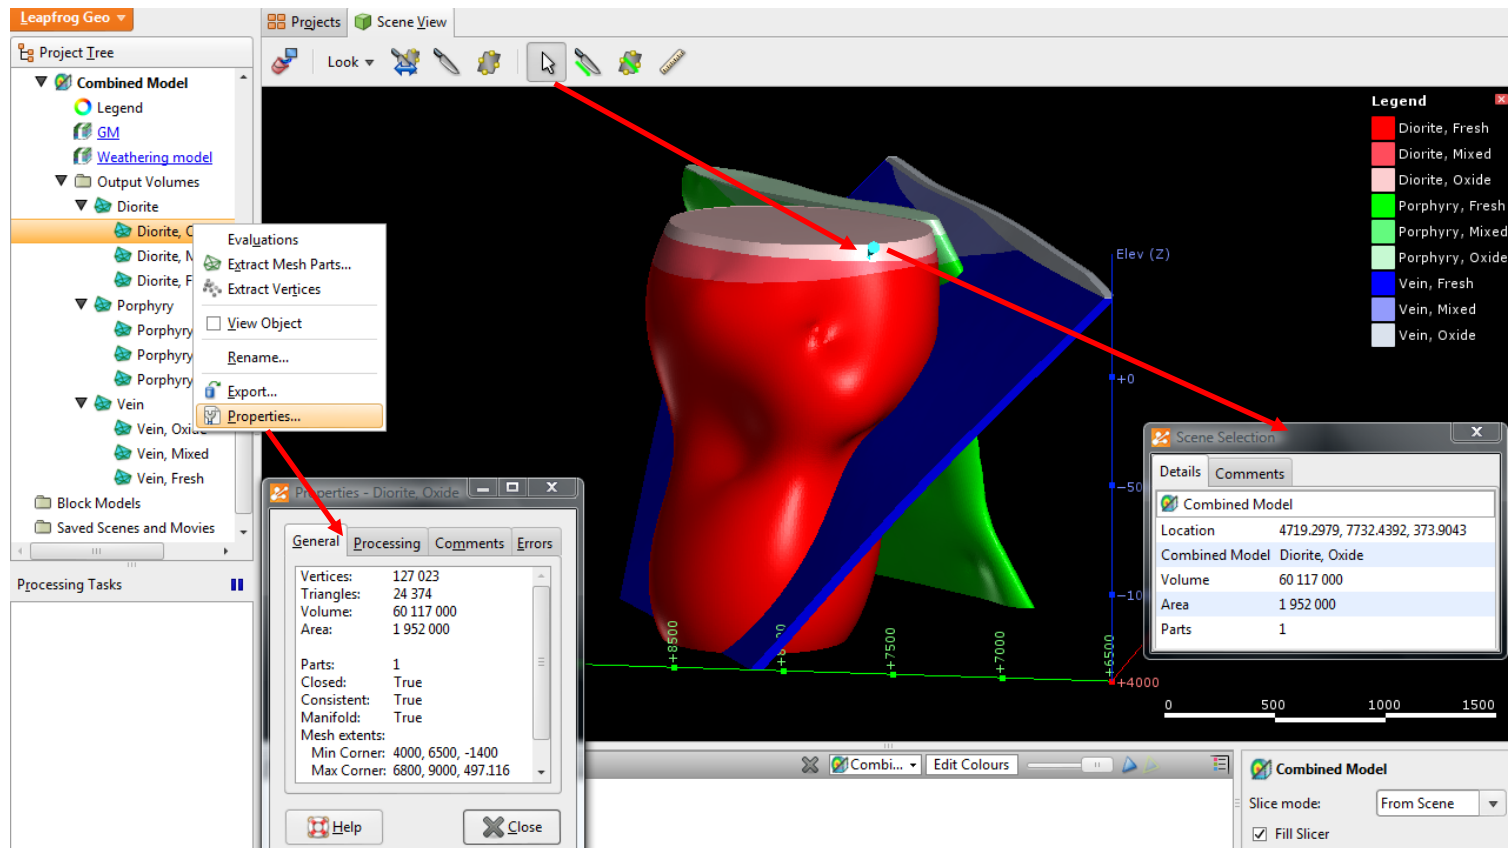 Leapfrog Geo
Projects
Scene View
Project Tree
Look
Combined Model
Legend
GM
Weathering model
Output Volumes
Diorite
Diorite,
Diorite,
Diorite,
Porphyry
Porphyry
Porphyry
Porphyry
Vein
Vein, Oxide
Vein, Mixed
Vein, Fresh
Block Models
Saved Scenes and Movies
Processing Tasks
Evaluations
Extract Mesh Parts...
Extract Vertices
View Object
Rename...
Export...
Properties...
Legend
Diorite, Fresh
Diorite, Mixed
Diorite, Oxide
Porphyry, Fresh
Porphyry, Mixed
Porphyry, Oxide
Vein, Fresh
Vein, Mixed
Vein, Oxide
Elev (Z)
+0
-50
-10
+8500
+7500
+7000
+6500
+4000
0 500 1000 1500
Scene Selection
Details Comments
Combined Model
Location 4719.2979, 7732.4392, 373.9043
Combined Model Diorite, Oxide
Volume 60 117 000
Area 1 952 000
Parts 1
Properties - Diorite, Oxide
General Processing Comments Errors
Vertices: 127 023
Triangles: 24 374
Volume: 60 117 000
Area: 1 952 000
Parts: 1
Closed: True
Consistent: True
Manifold: True
Mesh extents:
Min Corner: 4000, 6500, -1400
Max Corner: 6800, 9000, 497.116
Help
Close
Combi...
Edit Colours
Combined Model
Slice mode: From Scene
Fill Slicer